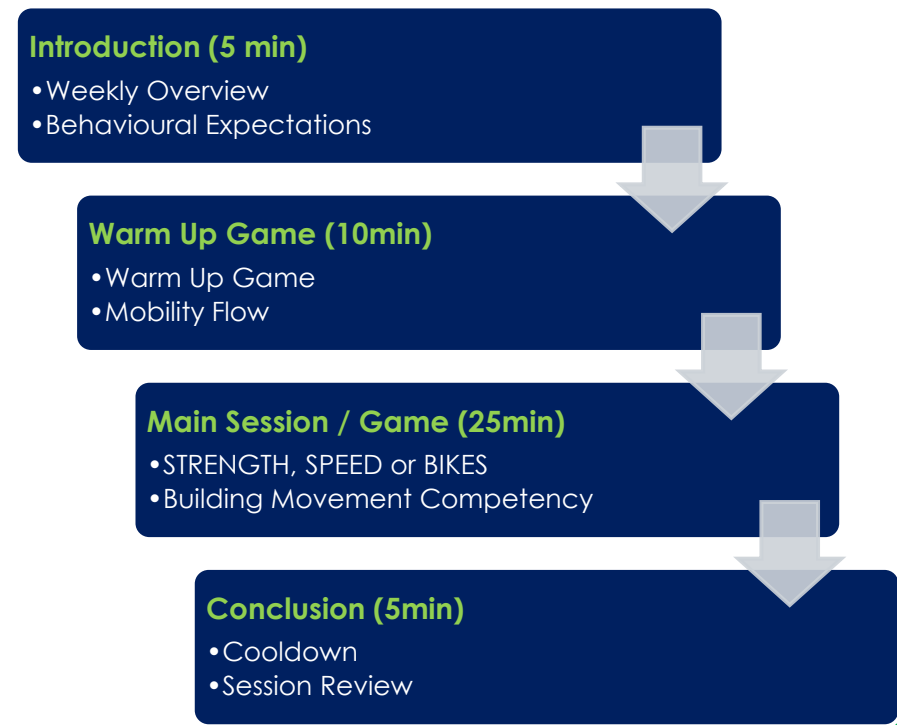 Introduction (5 min)
•Weekly Overview
•Behavioural Expectations
Warm Up Game (10min)
•Warm Up Game
•Mobility Flow
Main Session / Game (25min)
•STRENGTH, SPEED or BIKES
•Building Movement Competency
Conclusion (5min)
•Cooldown
•Session Review